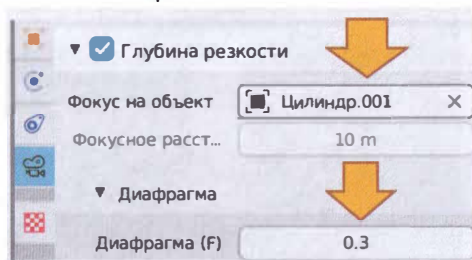 Глубина резкости
Фокус на объект Цилиндр.001 ×
Фокусное расст... 10 m
Диафрагма
Диафрагма (F) 0.3